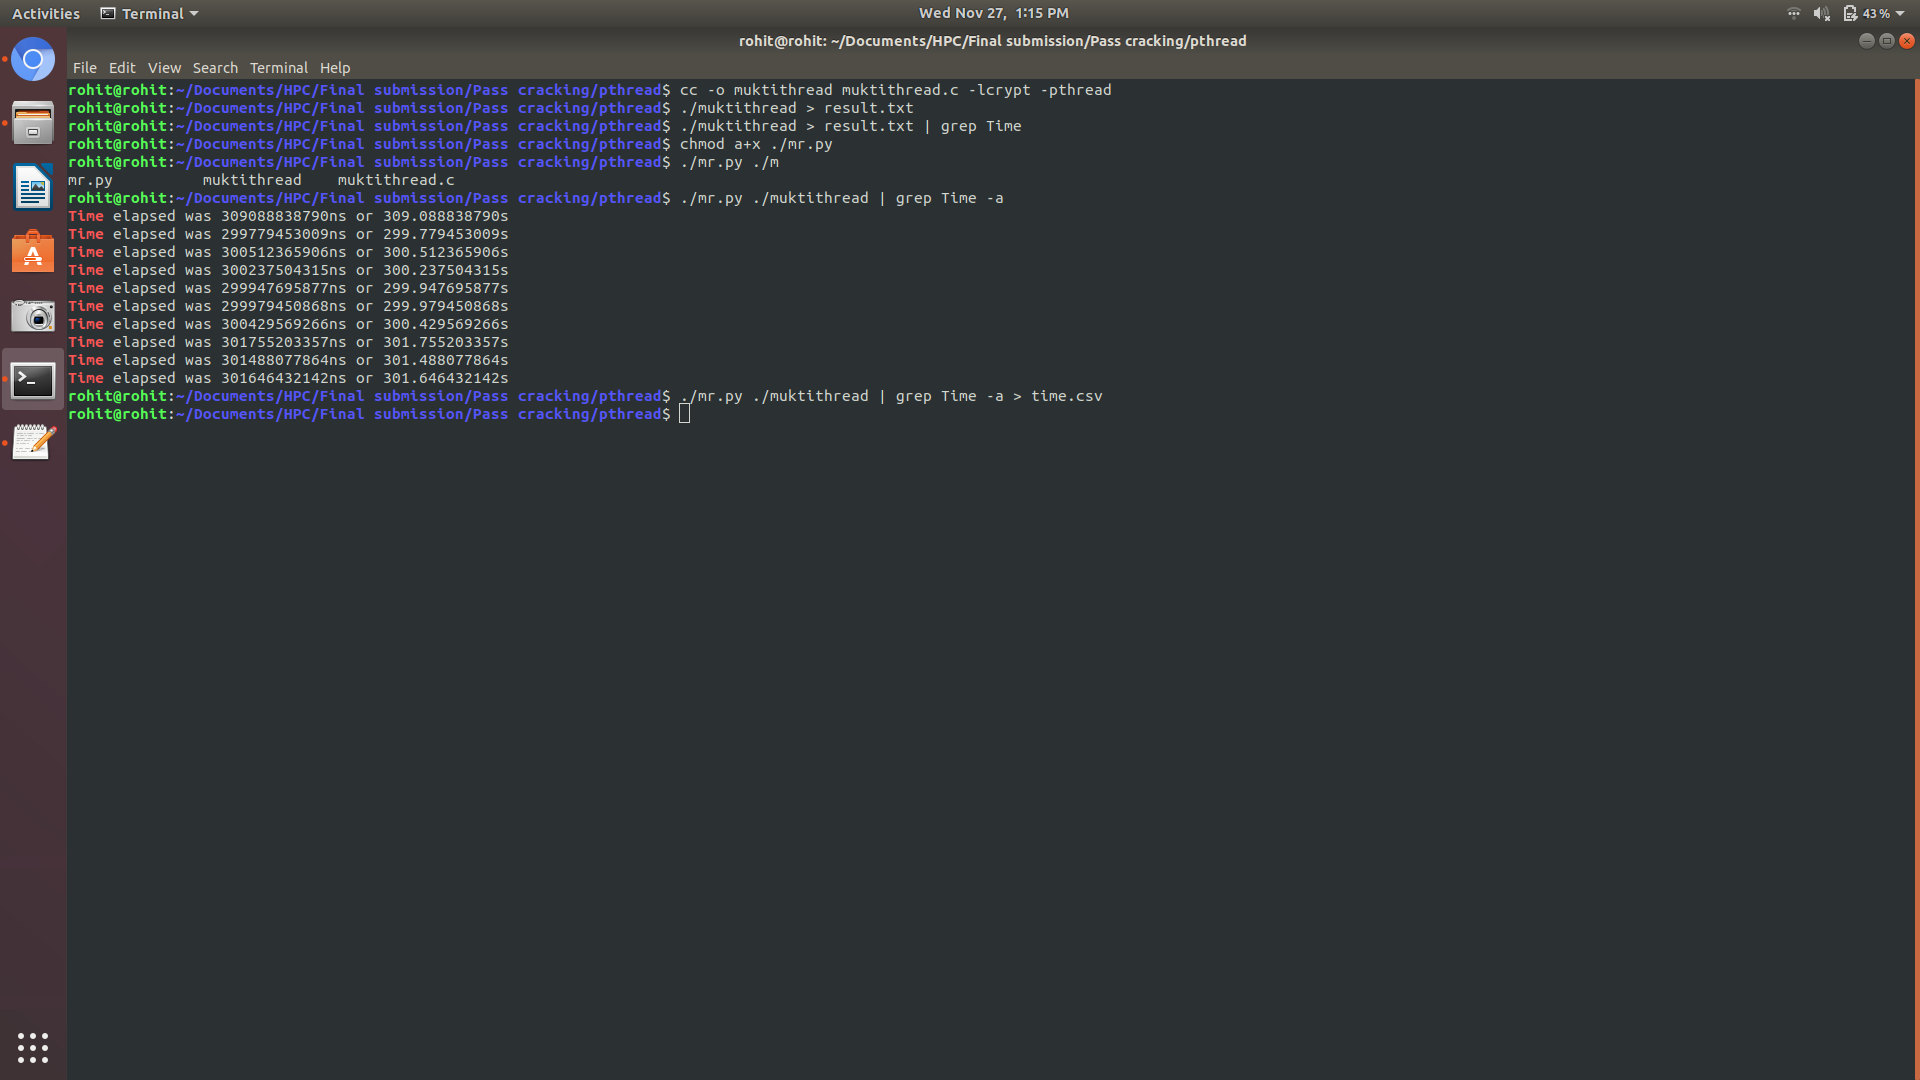 Activities Terminal Wed Nov 27, 1:15 PM 43 %
rohit@rohit: ~/Documents/HPC/Final submission/Pass cracking/pthread
File Edit View Search Terminal Help
rohit@rohit:~/Documents/HPC/Final submission/Pass cracking/pthread$ cc -o muktithread muktithread.c -lcrypt -pthread
rohit@rohit:~/Documents/HPC/Final submission/Pass cracking/pthread$ ./muktithread > result.txt
rohit@rohit:~/Documents/HPC/Final submission/Pass cracking/pthread$ ./muktithread > result.txt | grep Time
rohit@rohit:~/Documents/HPC/Final submission/Pass cracking/pthread$ chmod a+x ./mr.py
rohit@rohit:~/Documents/HPC/Final submission/Pass cracking/pthread$ ./mr.py ./m
mr.py muktithread muktithread.c
rohit@rohit:~/Documents/HPC/Final submission/Pass cracking/pthread$ ./mr.py ./muktithread | grep Time -a
Time elapsed was 309088838790ns or 309.088838790s
Time elapsed was 299779453009ns or 299.779453009s
Time elapsed was 300512365906ns or 300.512365906s
Time elapsed was 300237504315ns or 300.237504315s
Time elapsed was 299947695877ns or 299.947695877s
Time elapsed was 299979450868ns or 299.979450868s
Time elapsed was 300429569266ns or 300.429569266s
Time elapsed was 301755203357ns or 301.755203357s
Time elapsed was 301488077864ns or 301.488077864s
Time elapsed was 301646432142ns or 301.646432142s
rohit@rohit:~/Documents/HPC/Final submission/Pass cracking/pthread$ ./mr.py ./muktithread | grep Time -a > time.csv
rohit@rohit:~/Documents/HPC/Final submission/Pass cracking/pthread$